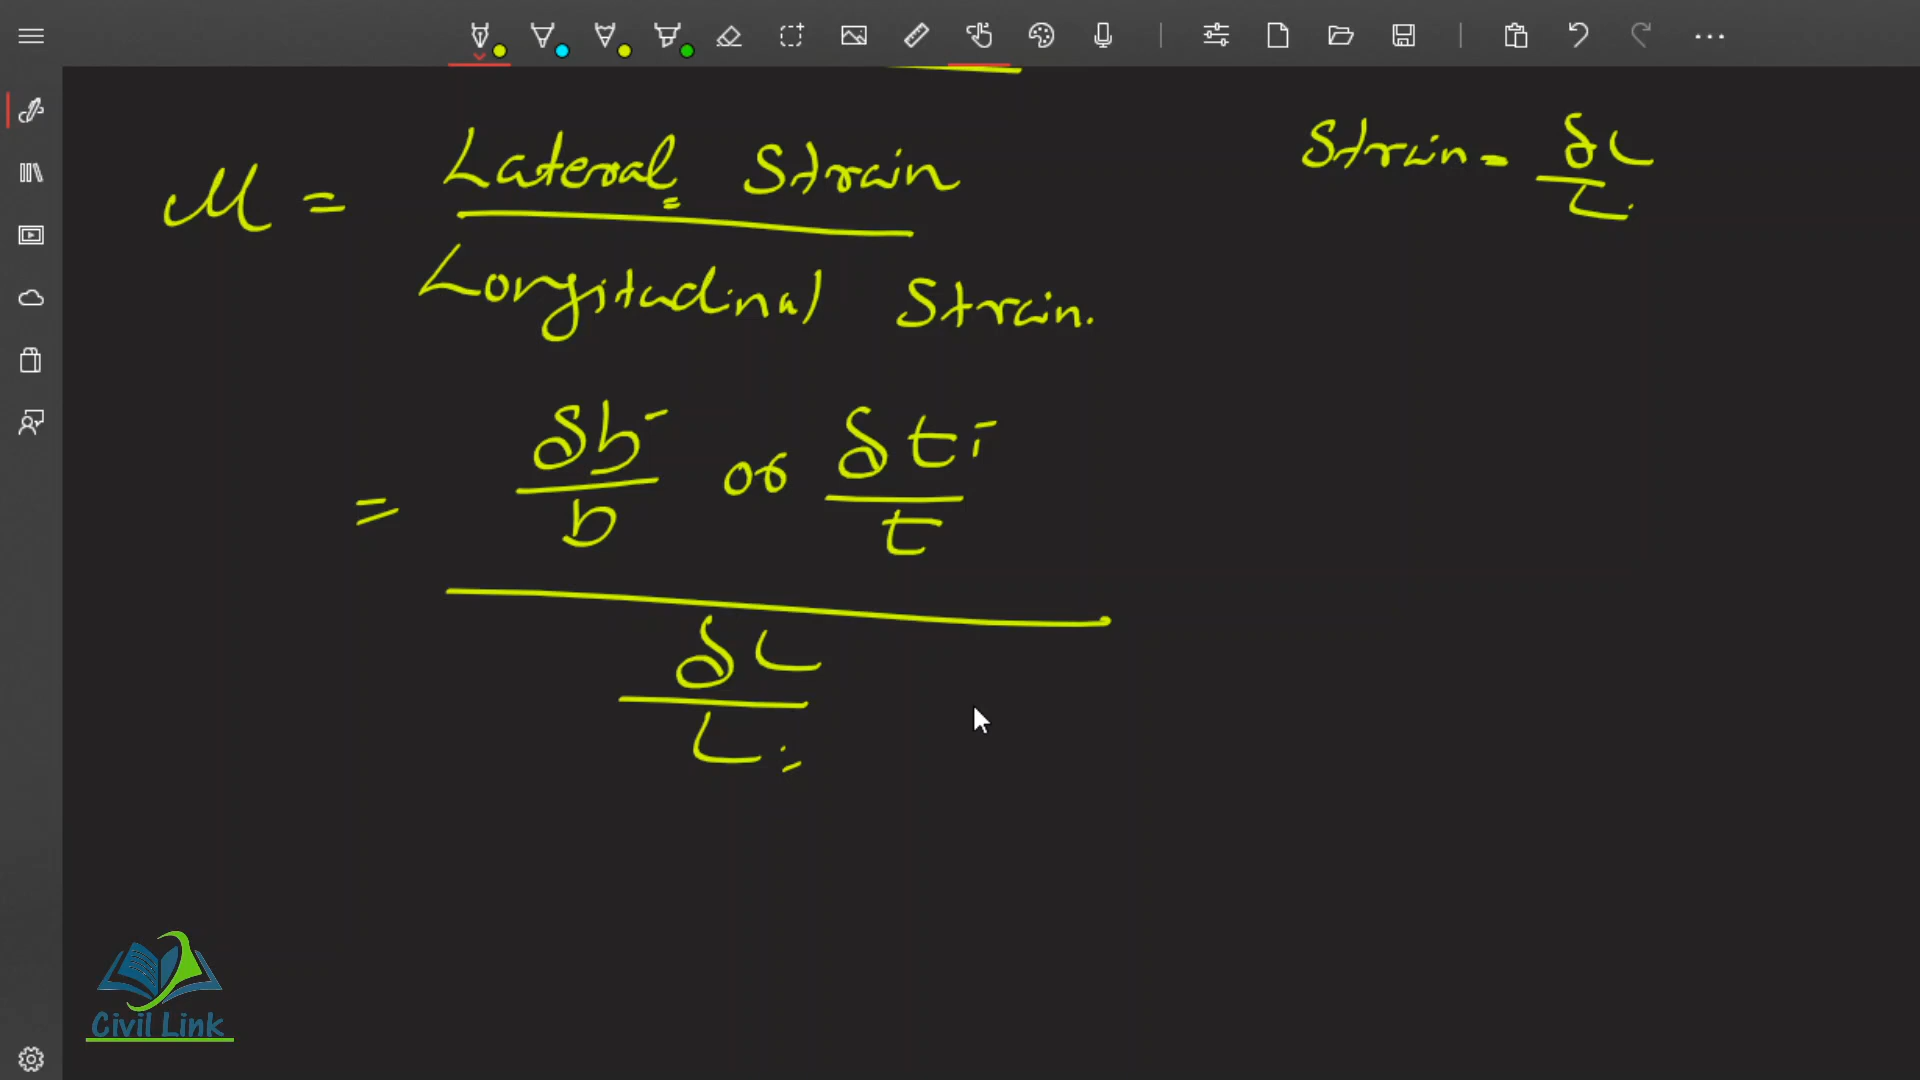 μ = Lateral Strain / Longitudinal Strain.
Strain = δL / L
= δb / b or δt / t
δL / L
Civil Link